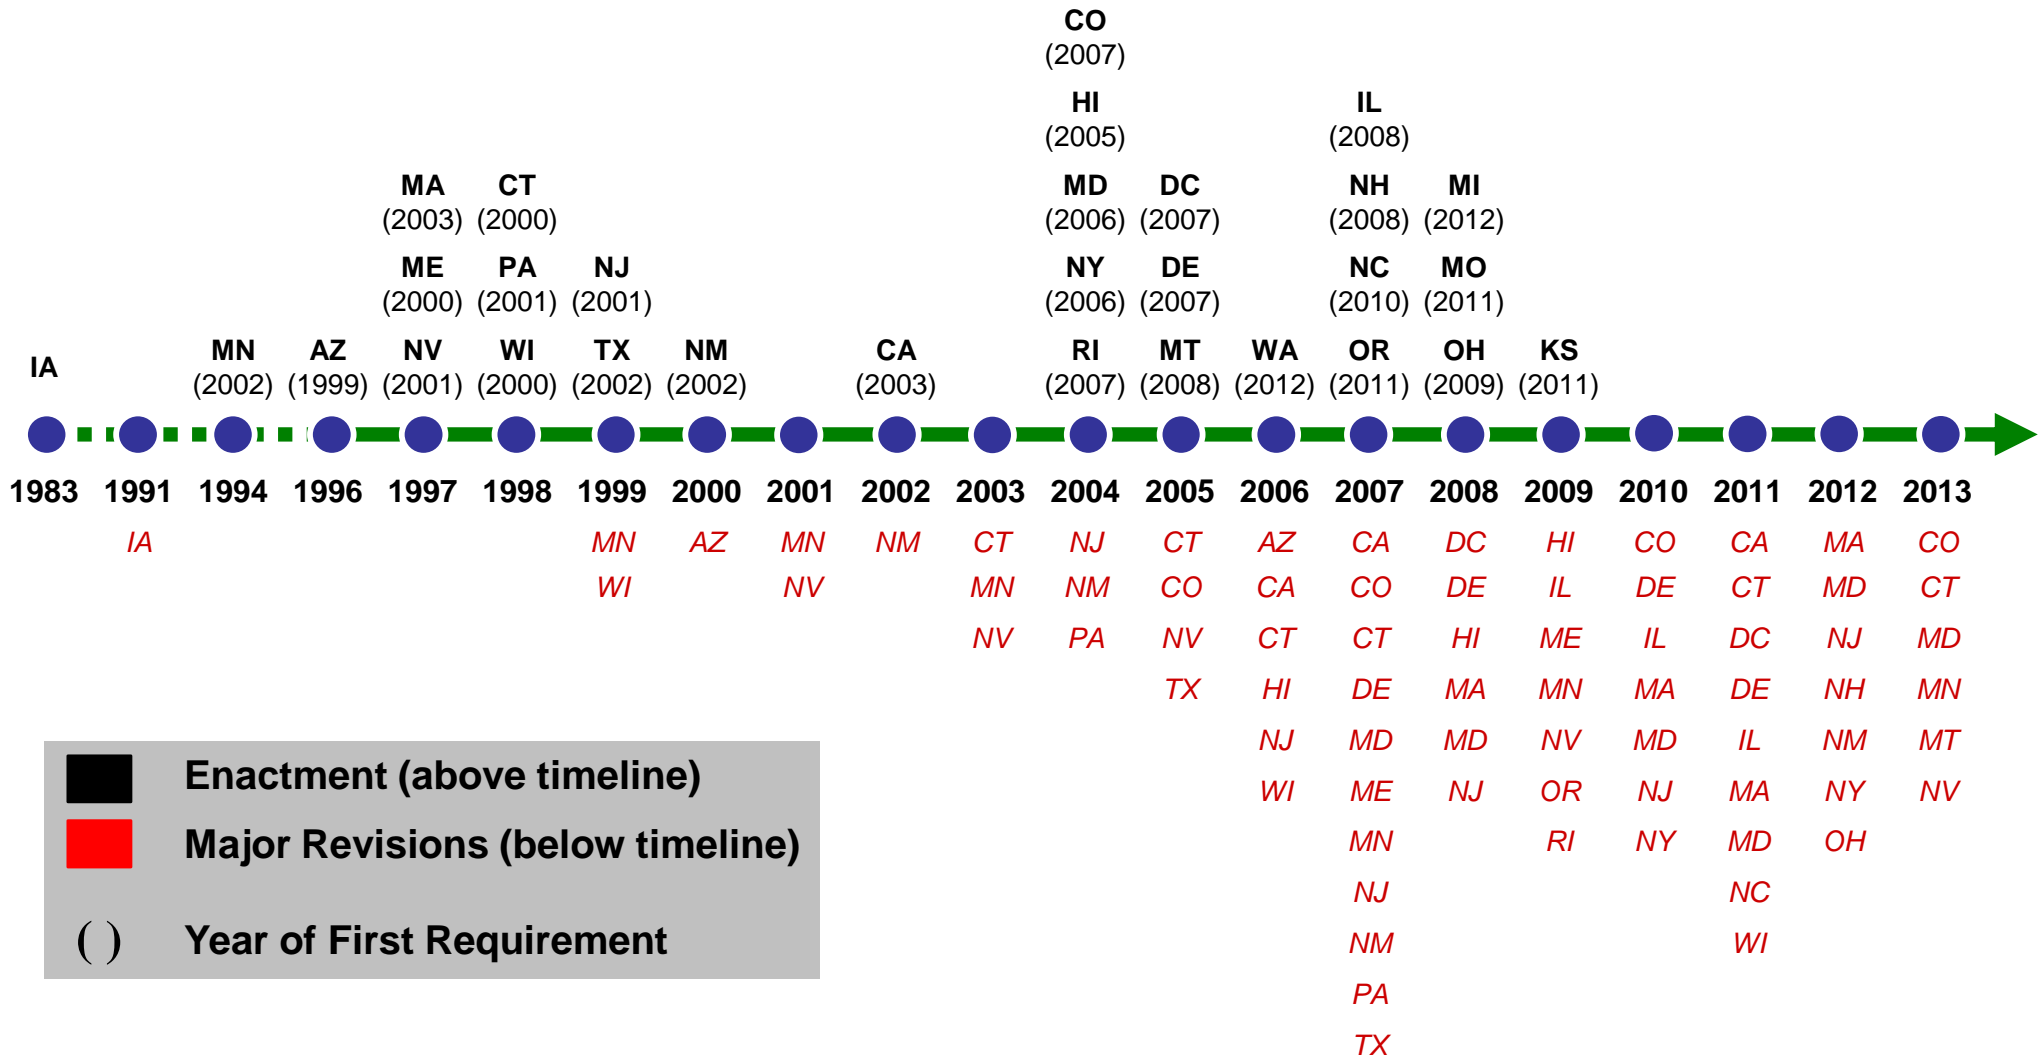 CO
(2007)
HI IL
(2005) (2008)
MA CT MD DC NH MI
(2003) (2000) (2006) (2007) (2008) (2012)
ME PA NJ NY DE NC MO
(2000) (2001) (2001) (2006) (2007) (2010) (2011)
IA MN AZ NV WI TX NM CA RI MT WA OR OH KS
(2002) (1999) (2001) (2000) (2002) (2002) (2003) (2007) (2008) (2012) (2011) (2009) (2011)
1983 1991 1994 1996 1997 1998 1999 2000 2001 2002 2003 2004 2005 2006 2007 2008 2009 2010 2011 2012 2013
IA MN AZ MN NM CT NJ CT AZ CA DC HI CO CA MA CO
WI NV MN NM CO CA CO DE IL DE CT MD CT
NV PA NV CT CT HI ME IL DC NJ MD
TX HI DE MA MN MA DE NH MN
NJ MD MD NV MD IL NM MT
WI ME NJ OR NJ MA NY NV
MN RI NY MD OH
NJ NC
NM WI
PA
TX
Enactment (above timeline)
Major Revisions (below timeline)
( ) Year of First Requirement